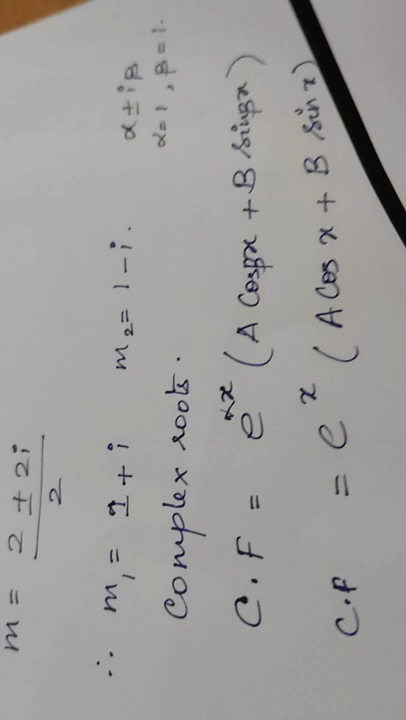 m = 2 ± 2i / 2
∴ m₁ = 1 + i m₂ = 1 - i. α ± iβ
α = 1, β = 1.
Complex roots.
C.F = e^αx (A cosβx + B sinβx)
C.F = e^x (A cos x + B sin x)